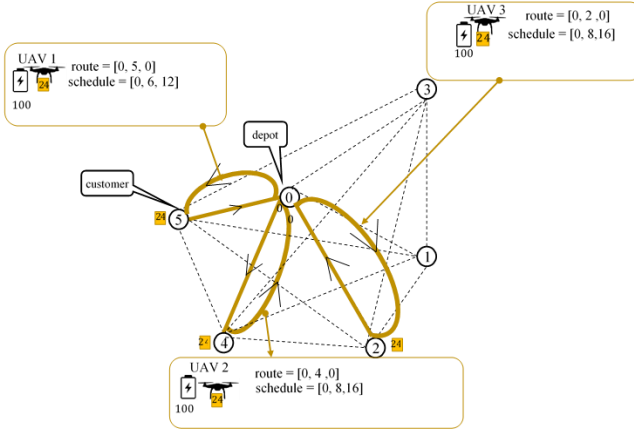 UAV 1
route = [0, 5, 0]
schedule = [0, 6, 12]
24
100
UAV 3
route = [0, 2 ,0]
schedule = [0, 8,16]
24
100
3
depot
customer
0
0
0
24
5
1
24
4
2
24
UAV 2
route = [0, 4 ,0]
schedule = [0, 8,16]
24
100